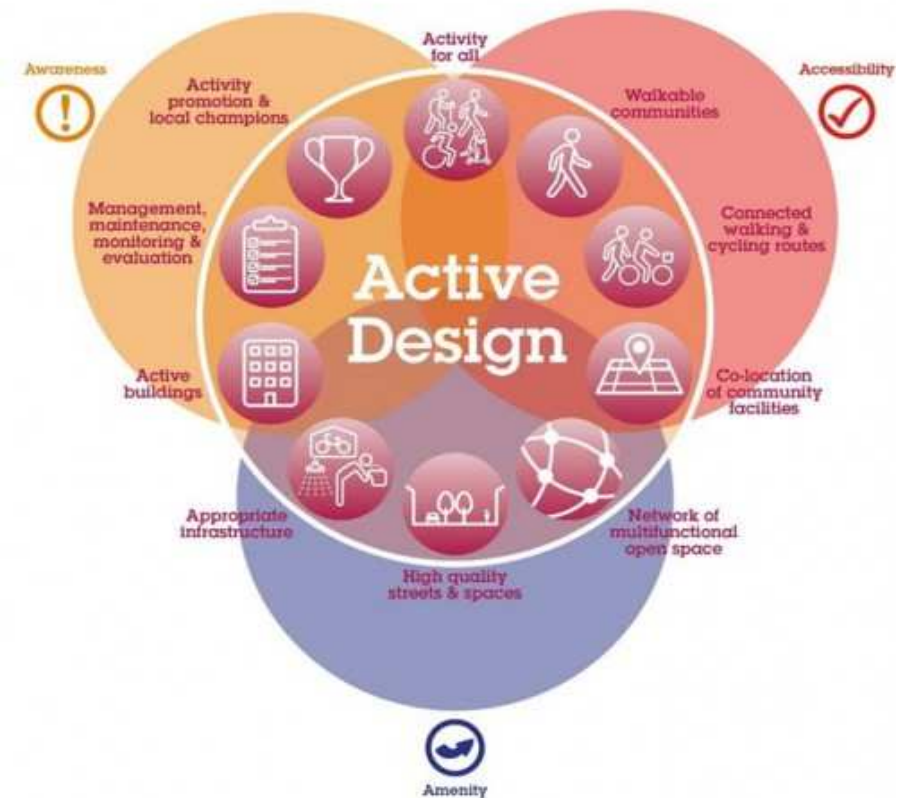 Activity
for all
Awareness
Accessibility
Activity
promotion &
local champions
Walkable
communities
Management,
maintenance,
monitoring &
evaluation
Connected
walking &
cycling routes
Active
Design
Active
buildings
Co-location
of community
facilities
Appropriate
infrastructure
Network of
multifunctional
open space
High quality
streets & spaces
Amenity